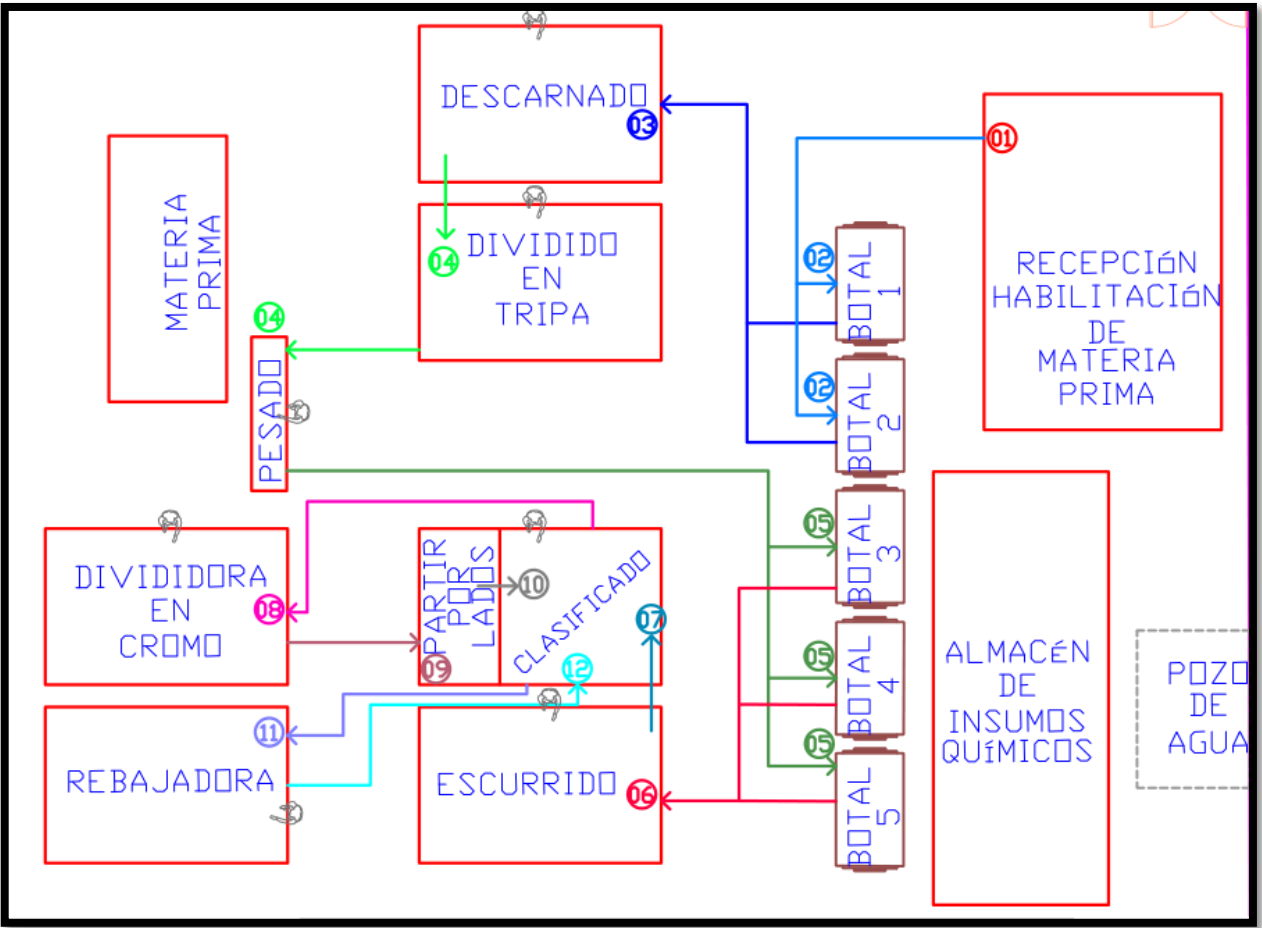 DESCARNADO
03
01
RECEPCIóN
HABILITACIóN
DE
MATERIA
PRIMA
MATERIA
PRIMA
DIVIDIDO
EN
TRIPA
04
04
PESADO
02
BOTAL
1
02
BOTAL
2
05
BOTAL
3
05
BOTAL
4
05
BOTAL
5
DIVIDIDORA
EN
CROMO
08
PARTIR
POR
LADOS
09
10
CLASIFICADO
07
12
11
REBAJADORA
ESCURRIDO
06
ALMACéN
DE
INSUMOS
QUíMICOS
POZO
DE
AGUA